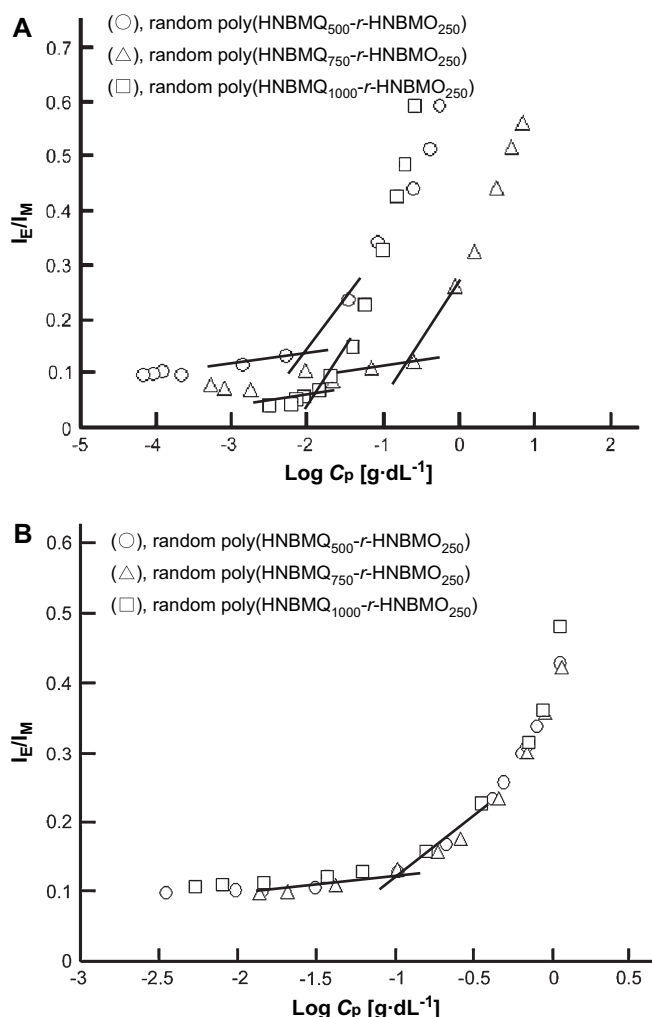 A
(○), random poly(HNBMQ500-r-HNBMO250)
(△), random poly(HNBMQ750-r-HNBMO250)
(□), random poly(HNBMQ1000-r-HNBMO250)
0.7
0.6
0.5
0.4
0.3
0.2
0.1
0
IE/IM
-5 -4 -3 -2 -1 0 1 2
Log Cp [g·dL-1]
B
(○), random poly(HNBMQ500-r-HNBMO250)
(△), random poly(HNBMQ750-r-HNBMO250)
(□), random poly(HNBMQ1000-r-HNBMO250)
0.6
0.5
0.4
0.3
0.2
0.1
0
IE/IM
-3 -2.5 -2 -1.5 -1 -0.5 0 0.5
Log Cp [g·dL-1]